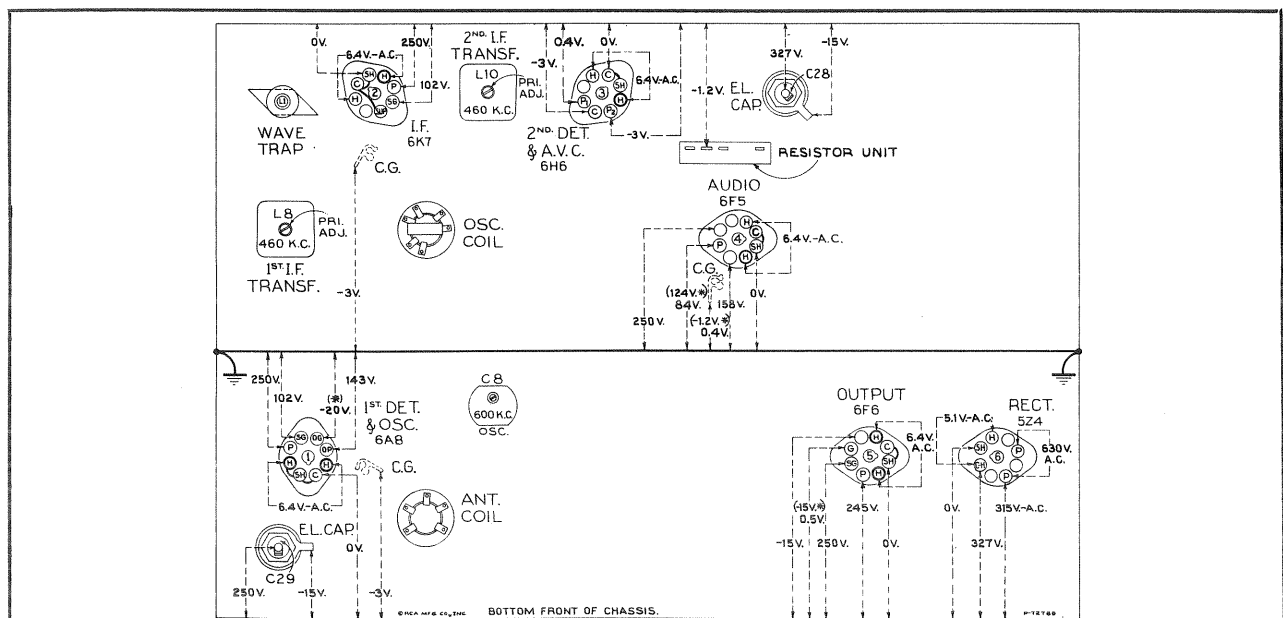 0V.
6.4V.-A.C.
250V.
2ND. I.F.
TRANSF.
0.4V.
0V.
-3V.
327V.
-15V.
C28
SH
H
C
2
P
H
SG
SUP
102V.
L10
PRI.
ADJ.
460 K.C.
H
C
SH
3
P1
H
C
P2
6.4V-A.C.
-1.2V.
EL.
CAP.
L1
WAVE
TRAP
I.F.
6K7
2ND. DET.
& A.V.C.
6H6
-3V.
RESISTOR UNIT
C.G.
AUDIO
6F5
L8
PRI.
ADJ.
460 K.C.
1ST. I.F.
TRANSF.
OSC.
COIL
H
C
4
P
SH
H
6.4V.-A.C.
C.G.
-3V.
250V.
(124V.*)
84V.
(-1.2V.*)
0.4V.
158V.
0V.
250V.
102V.
(*)
-20V.
143V.
1ST. DET.
& OSC.
6A8
C8
600 K.C.
OSC.
SG
OG
P
OP
1
H
H
SH
C
6.4V.-A.C.
C.G.
ANT.
COIL
OUTPUT
6F6
H
G
C
5
SG
SH
P
H
6.4V.
A.C.
RECT.
5Z4
5.1V.-A.C.
H
SH
P
6
CH
P
630V.
A.C.
EL. CAP.
C29
250V.
-15V.
0V.
-3V.
-15V.
(-15V.*)
0.5V.
250V.
245V.
0V.
0V.
327V.
315V.-A.C.
©RCA MFG. CO., INC.
BOTTOM FRONT OF CHASSIS.